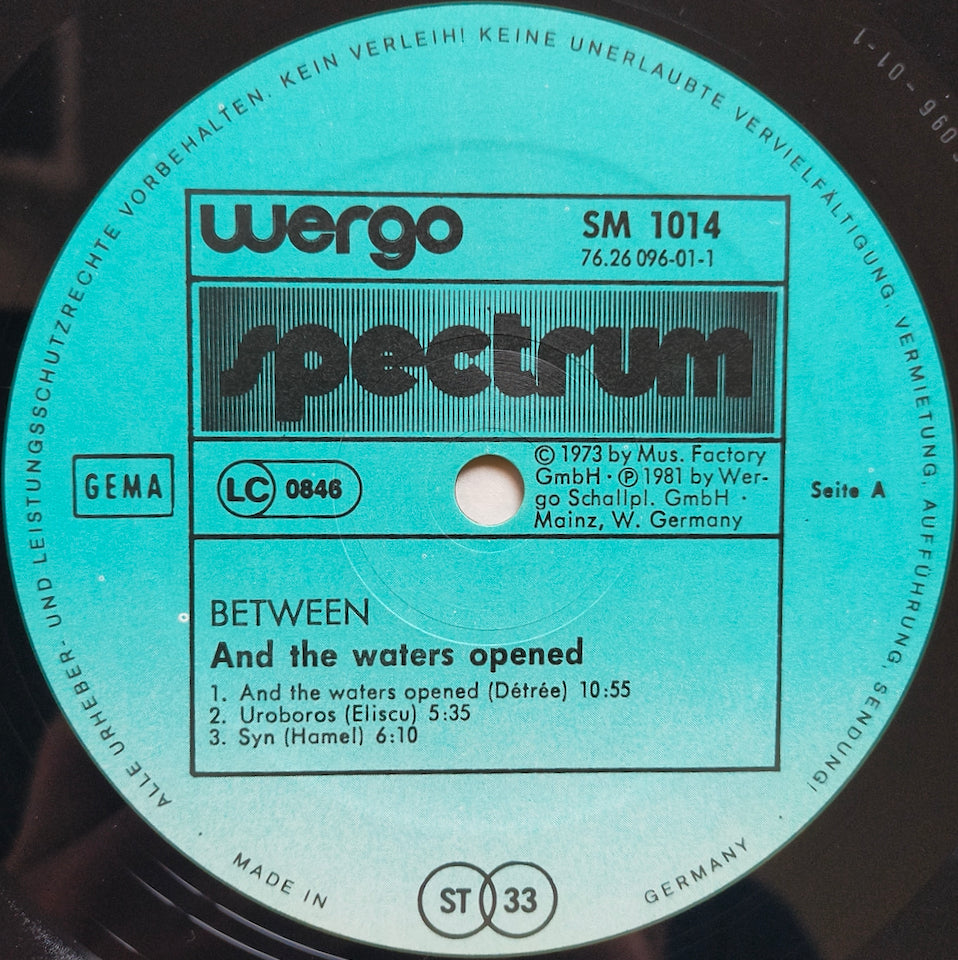 ALLE URHEBER- UND LEISTUNGSSCHUTZRECHTE VORBEHALTEN. KEIN VERLEIH! KEINE UNERLAUBTE VERVIELFÄLTIGUNG, VERMIETUNG, AUFFÜHRUNG, SENDUNG!
wergo
SM 1014
76.26 096-01-1
spectrum
GEMA
LC 0846
© 1973 by Mus. Factory
GmbH · ℗ 1981 by Wer-
go Schallpl. GmbH ·
Mainz, W. Germany
Seite A
BETWEEN
And the waters opened
1. And the waters opened (Détrée) 10:55
2. Uroboros (Eliscu) 5:35
3. Syn (Hamel) 6:10
MADE IN GERMANY
ST 33